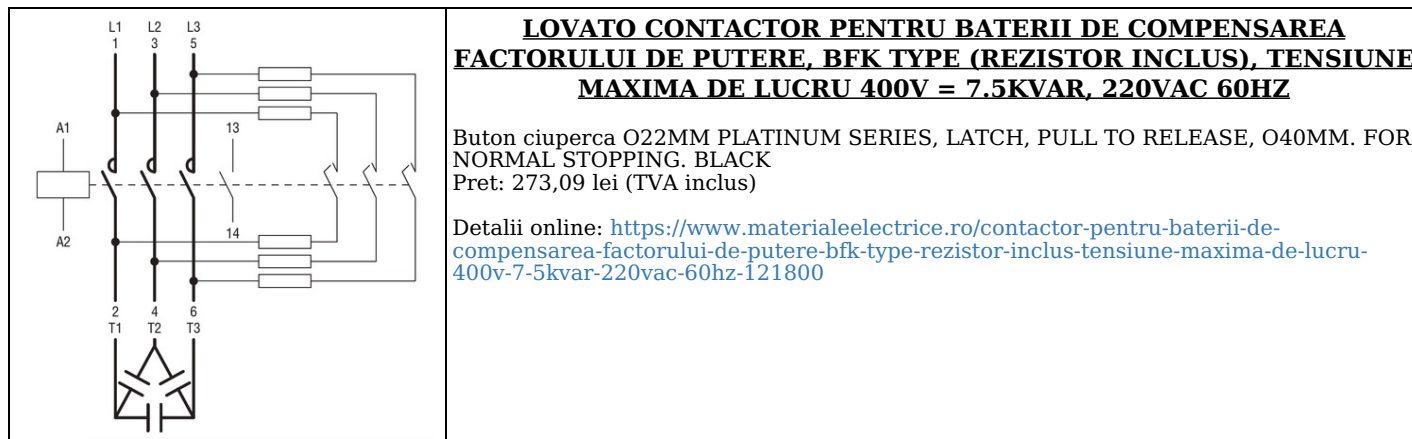 L1 L2 L3
1 3 5
A1
13
A2
14
2 4 6
T1 T2 T3
LOVATO CONTACTOR PENTRU BATERII DE COMPENSAREA
FACTORULUI DE PUTERE, BFK TYPE (REZISTOR INCLUS), TENSIUNE
MAXIMA DE LUCRU 400V = 7.5KVAR, 220VAC 60HZ
Buton ciuperca O22MM PLATINUM SERIES, LATCH, PULL TO RELEASE, O40MM. FOR
NORMAL STOPPING. BLACK
Pret: 273,09 lei (TVA inclus)
Detalii online: https://www.materialeelectrice.ro/contactor-pentru-baterii-de-
compensarea-factorului-de-putere-bfk-type-rezistor-inclus-tensiune-maxima-de-lucru-
400v-7-5kvar-220vac-60hz-121800